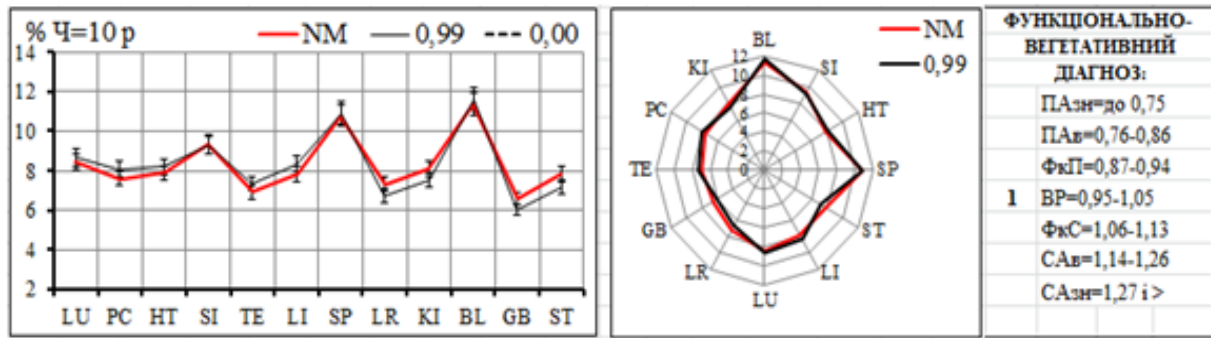 % Ч=10 р NM 0,99 0,00
14
12
10
8
6
4
2
LU PC HT SI TE LI SP LR KI BL GB ST
NM
0,99
BL
SI
HT
SP
ST
LI
LU
LR
GB
TE
PC
KI
12
10
8
6
4
2
0
ФУНКЦІОНАЛЬНО-
ВЕГЕТАТИВНИЙ
ДІАГНОЗ:
ПАзн=до 0,75
ПАв=0,76-0,86
ФкП=0,87-0,94
1 ВР=0,95-1,05
ФкС=1,06-1,13
САв=1,14-1,26
САзн=1,27 і >